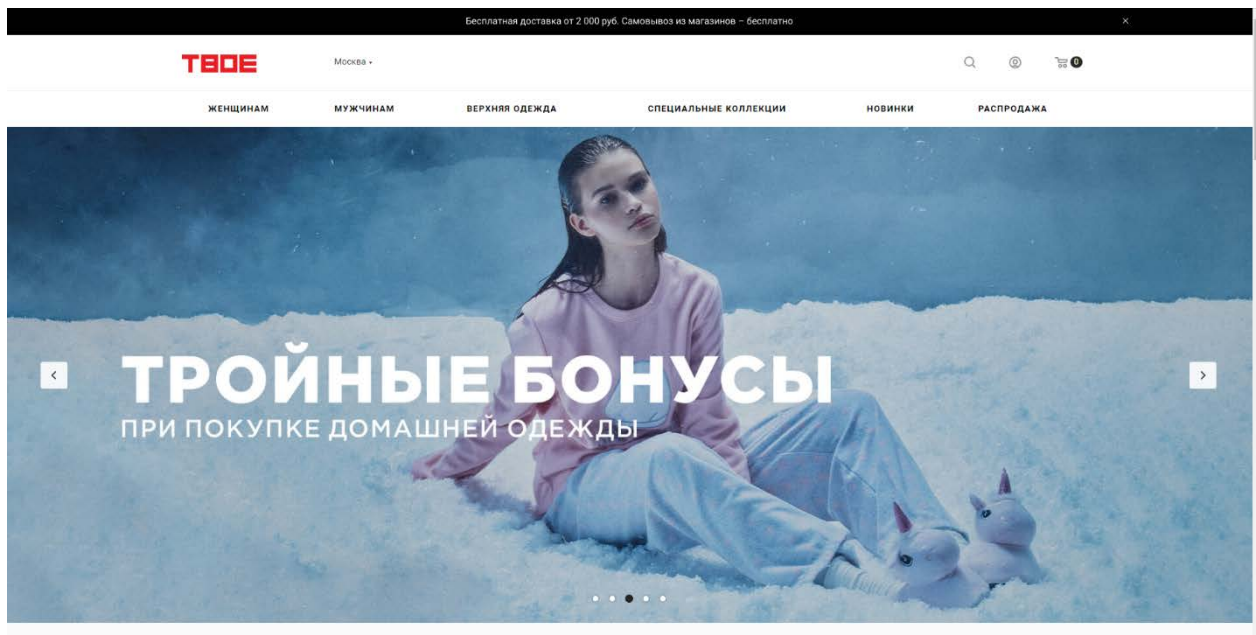 Бесплатная доставка от 2 000 руб. Самовывоз из магазинов – бесплатно
ТВОЕ
Москва
0
ЖЕНЩИНАМ МУЖЧИНАМ ВЕРХНЯЯ ОДЕЖДА СПЕЦИАЛЬНЫЕ КОЛЛЕКЦИИ НОВИНКИ РАСПРОДАЖА
ТРОЙНЫЕ БОНУСЫ
ПРИ ПОКУПКЕ ДОМАШНЕЙ ОДЕЖДЫ